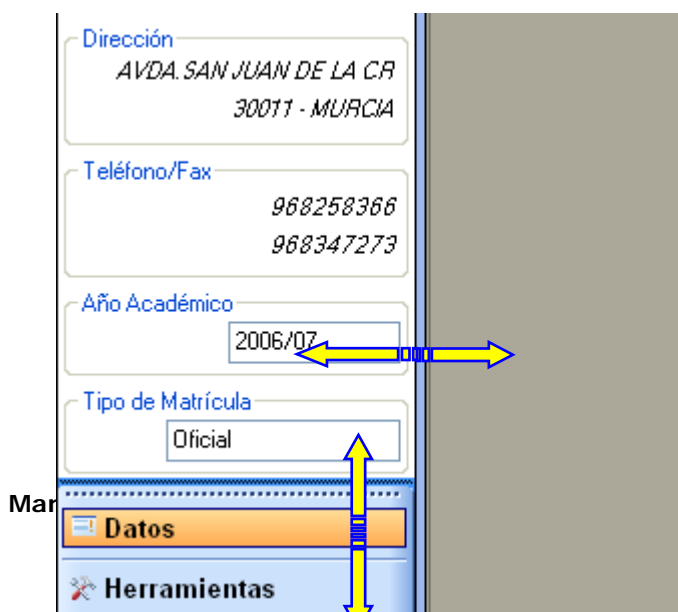 Dirección
AVDA.SAN JUAN DE LA CR
30011 - MURCIA
Teléfono/Fax
968258366
968347273
Año Académico
2006/07
Tipo de Matrícula
Oficial
Mar
Datos
Herramientas